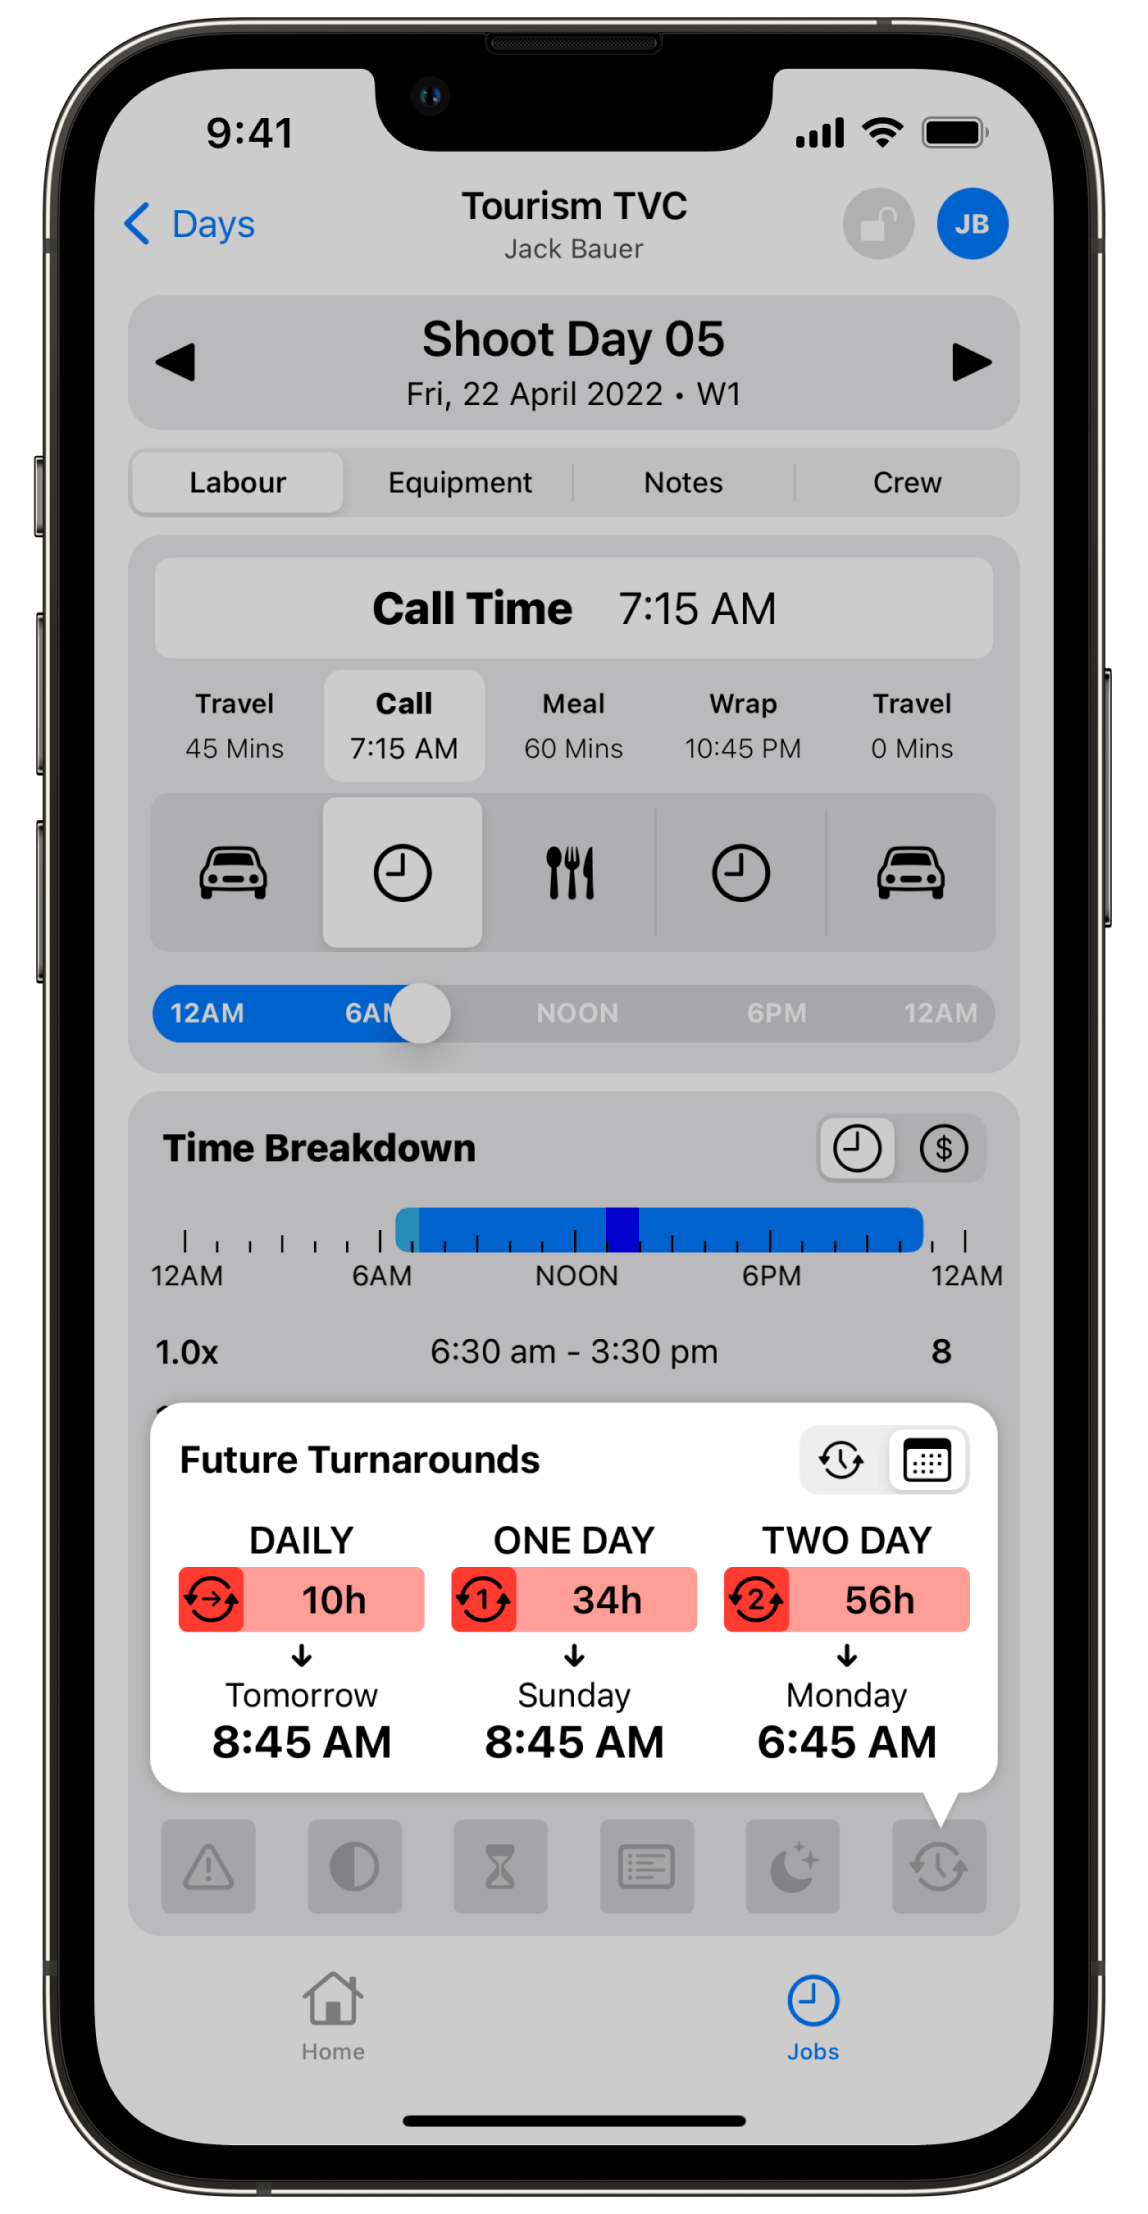 9:41
Days
Tourism TVC
Jack Bauer
JB
Shoot Day 05
Fri, 22 April 2022 • W1
Labour Equipment Notes Crew
Call Time 7:15 AM
Travel Call Meal Wrap Travel
45 Mins 7:15 AM 60 Mins 10:45 PM 0 Mins
12AM 6AM NOON 6PM 12AM
Time Breakdown
$
12AM 6AM NOON 6PM 12AM
1.0x 6:30 am - 3:30 pm 8
Future Turnarounds
DAILY ONE DAY TWO DAY
10h 1 34h 2 56h
Tomorrow Sunday Monday
8:45 AM 8:45 AM 6:45 AM
Home Jobs